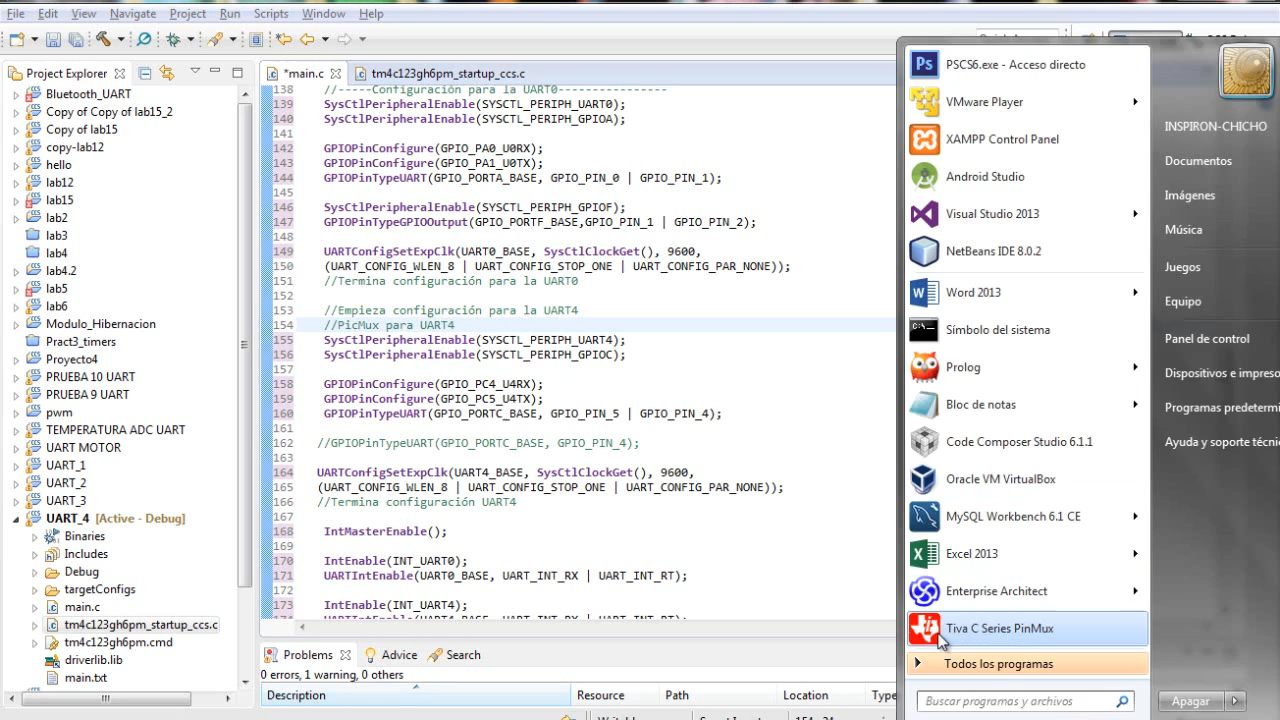 File Edit View Navigate Project Run Scripts Window Help
Project Explorer
Bluetooth_UART
Copy of Copy of lab15_2
Copy of lab15
copy-lab12
hello
lab12
lab15
lab2
lab3
lab4
lab4.2
lab5
lab6
Modulo_Hibernacion
Pract3_timers
Proyecto4
PRUEBA 10 UART
PRUEBA 9 UART
pwm
TEMPERATURA ADC UART
UART MOTOR
UART_1
UART_2
UART_3
UART_4 [Active - Debug]
Binaries
Includes
Debug
targetConfigs
main.c
tm4c123gh6pm_startup_ccs.c
tm4c123gh6pm.cmd
driverlib.lib
main.txt
*main.c tm4c123gh6pm_startup_ccs.c
138 //-----Configuración para la UART0----------------
139 SysCtlPeripheralEnable(SYSCTL_PERIPH_UART0);
140 SysCtlPeripheralEnable(SYSCTL_PERIPH_GPIOA);
141
142 GPIOPinConfigure(GPIO_PA0_U0RX);
143 GPIOPinConfigure(GPIO_PA1_U0TX);
144 GPIOPinTypeUART(GPIO_PORTA_BASE, GPIO_PIN_0 | GPIO_PIN_1);
145
146 SysCtlPeripheralEnable(SYSCTL_PERIPH_GPIOF);
147 GPIOPinTypeGPIOOutput(GPIO_PORTF_BASE,GPIO_PIN_1 | GPIO_PIN_2);
148
149 UARTConfigSetExpClk(UART0_BASE, SysCtlClockGet(), 9600,
150 (UART_CONFIG_WLEN_8 | UART_CONFIG_STOP_ONE | UART_CONFIG_PAR_NONE));
151 //Termina configuración para la UART0
152
153 //Empieza configuración para la UART4
154 //PicMux para UART4
155 SysCtlPeripheralEnable(SYSCTL_PERIPH_UART4);
156 SysCtlPeripheralEnable(SYSCTL_PERIPH_GPIOC);
157
158 GPIOPinConfigure(GPIO_PC4_U4RX);
159 GPIOPinConfigure(GPIO_PC5_U4TX);
160 GPIOPinTypeUART(GPIO_PORTC_BASE, GPIO_PIN_5 | GPIO_PIN_4);
161
162 //GPIOPinTypeUART(GPIO_PORTC_BASE, GPIO_PIN_4);
163
164 UARTConfigSetExpClk(UART4_BASE, SysCtlClockGet(), 9600,
165 (UART_CONFIG_WLEN_8 | UART_CONFIG_STOP_ONE | UART_CONFIG_PAR_NONE));
166 //Termina configuración UART4
167
168 IntMasterEnable();
169
170 IntEnable(INT_UART0);
171 UARTIntEnable(UART0_BASE, UART_INT_RX | UART_INT_RT);
172
173 IntEnable(INT_UART4);
Problems Advice Search
0 errors, 1 warning, 0 others
Description Resource Path Location Type
PSCS6.exe - Acceso directo
VMware Player
XAMPP Control Panel
Android Studio
Visual Studio 2013
NetBeans IDE 8.0.2
Word 2013
Símbolo del sistema
Prolog
Bloc de notas
Code Composer Studio 6.1.1
Oracle VM VirtualBox
MySQL Workbench 6.1 CE
Excel 2013
Enterprise Architect
Tiva C Series PinMux
Todos los programas
Buscar programas y archivos
INSPIRON-CHICHO
Documentos
Imágenes
Música
Juegos
Equipo
Panel de control
Dispositivos e impreso
Programas predetermi
Ayuda y soporte técnic
Apagar